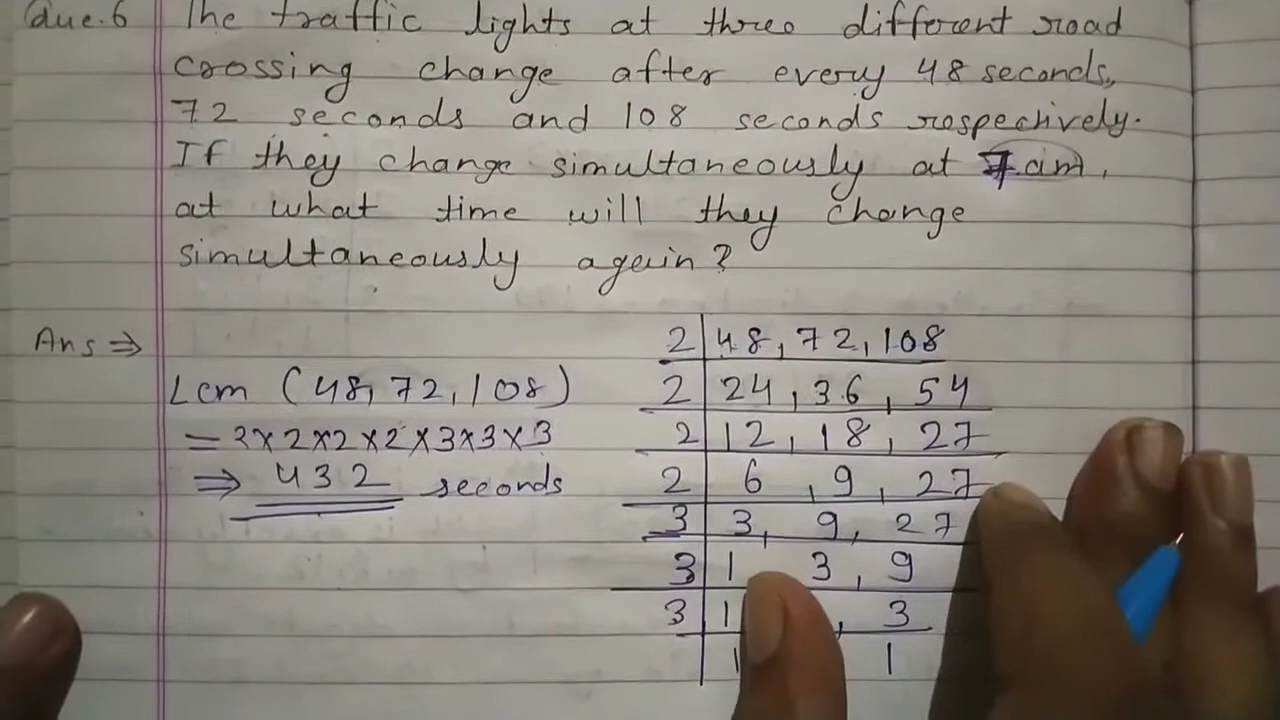 Que.6 The traffic lights at three different road
crossing change after every 48 seconds,
72 seconds and 108 seconds respectively.
If they change simultaneously at 7 am,
at what time will they change
simultaneously again?
Ans ⇒
Lcm (48, 72, 108)
= 2×2×2×2×3×3×3
⇒ 432 seconds
2 | 48, 72, 108
2 | 24, 36, 54
2 | 12, 18, 27
2 | 6, 9, 27
3 | 3, 9, 27
3 | 1 3, 9
3 | 1 , 3
1 1